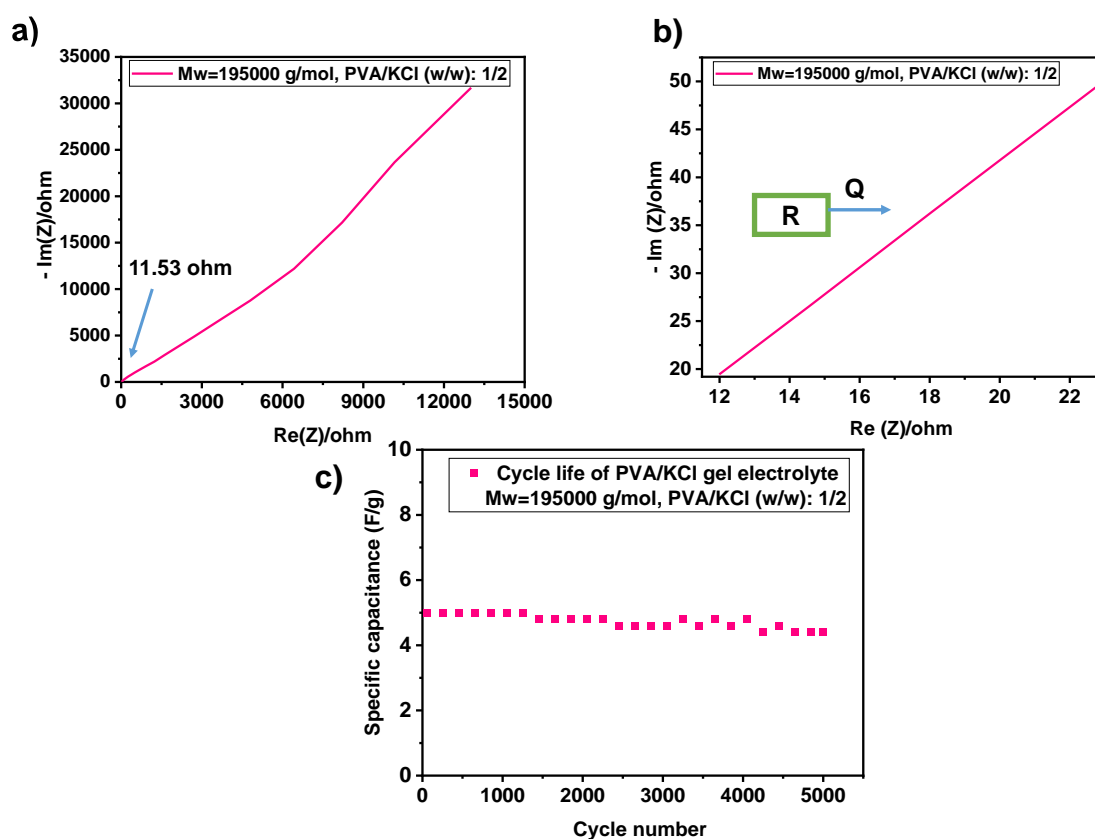 a)
Mw=195000 g/mol, PVA/KCl (w/w): 1/2
35000
30000
25000
20000
15000
10000
5000
0
- Im(Z)/ohm
11.53 ohm
0 3000 6000 9000 12000 15000
Re(Z)/ohm
b)
Mw=195000 g/mol, PVA/KCl (w/w): 1/2
50
45
40
35
30
25
20
- Im (Z)/ohm
Q
R
12 14 16 18 20 22
Re (Z)/ohm
c)
Cycle life of PVA/KCl gel electrolyte
Mw=195000 g/mol, PVA/KCl (w/w): 1/2
10
8
6
4
2
0
Specific capacitance (F/g)
0 1000 2000 3000 4000 5000
Cycle number